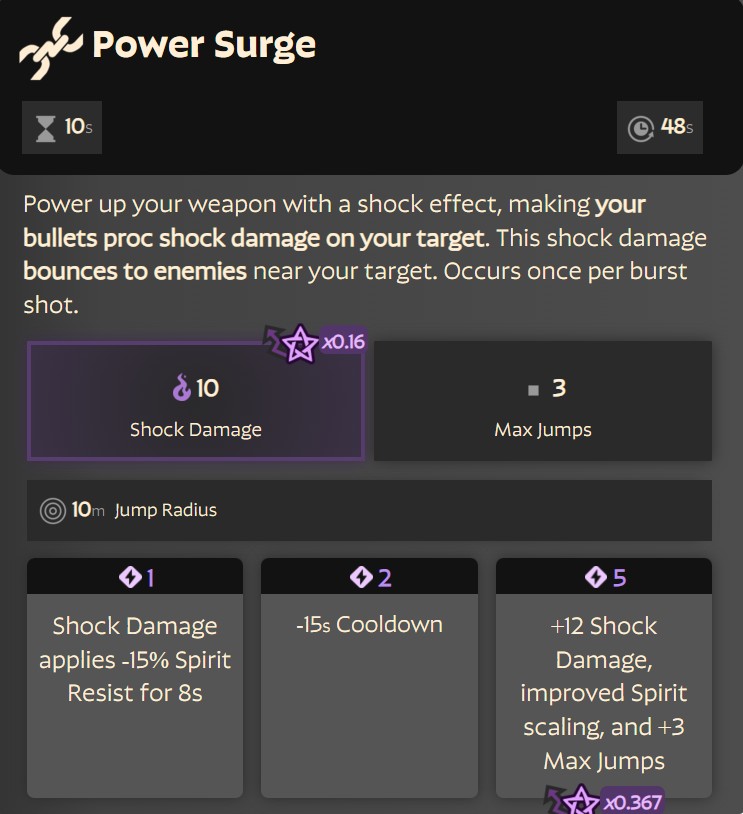 Power Surge
10s
48s
Power up your weapon with a shock effect, making your
bullets proc shock damage on your target. This shock damage
bounces to enemies near your target. Occurs once per burst
shot.
x0.16
10
Shock Damage
3
Max Jumps
10m Jump Radius
1
Shock Damage
applies -15% Spirit
Resist for 8s
2
-15s Cooldown
5
+12 Shock
Damage,
improved Spirit
scaling, and +3
Max Jumps
x0.367